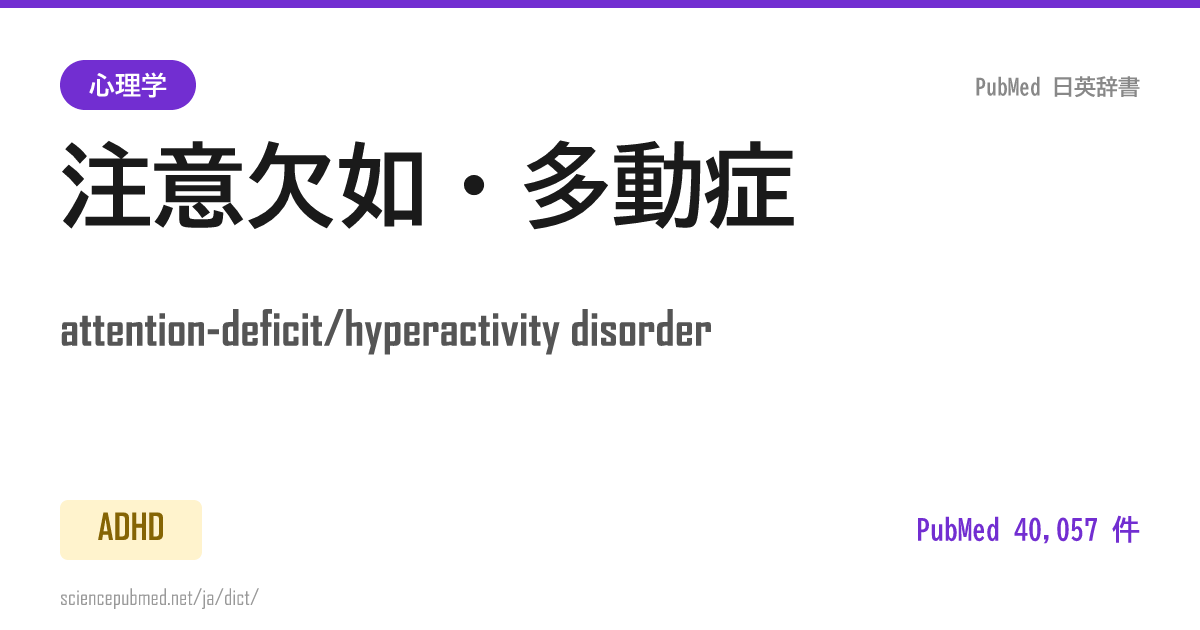 心理学
PubMed 日英辞書
注意欠如・多動症
attention-deficit/hyperactivity disorder
ADHD
PubMed 40,057 件
sciencepubmed.net/ja/dict/